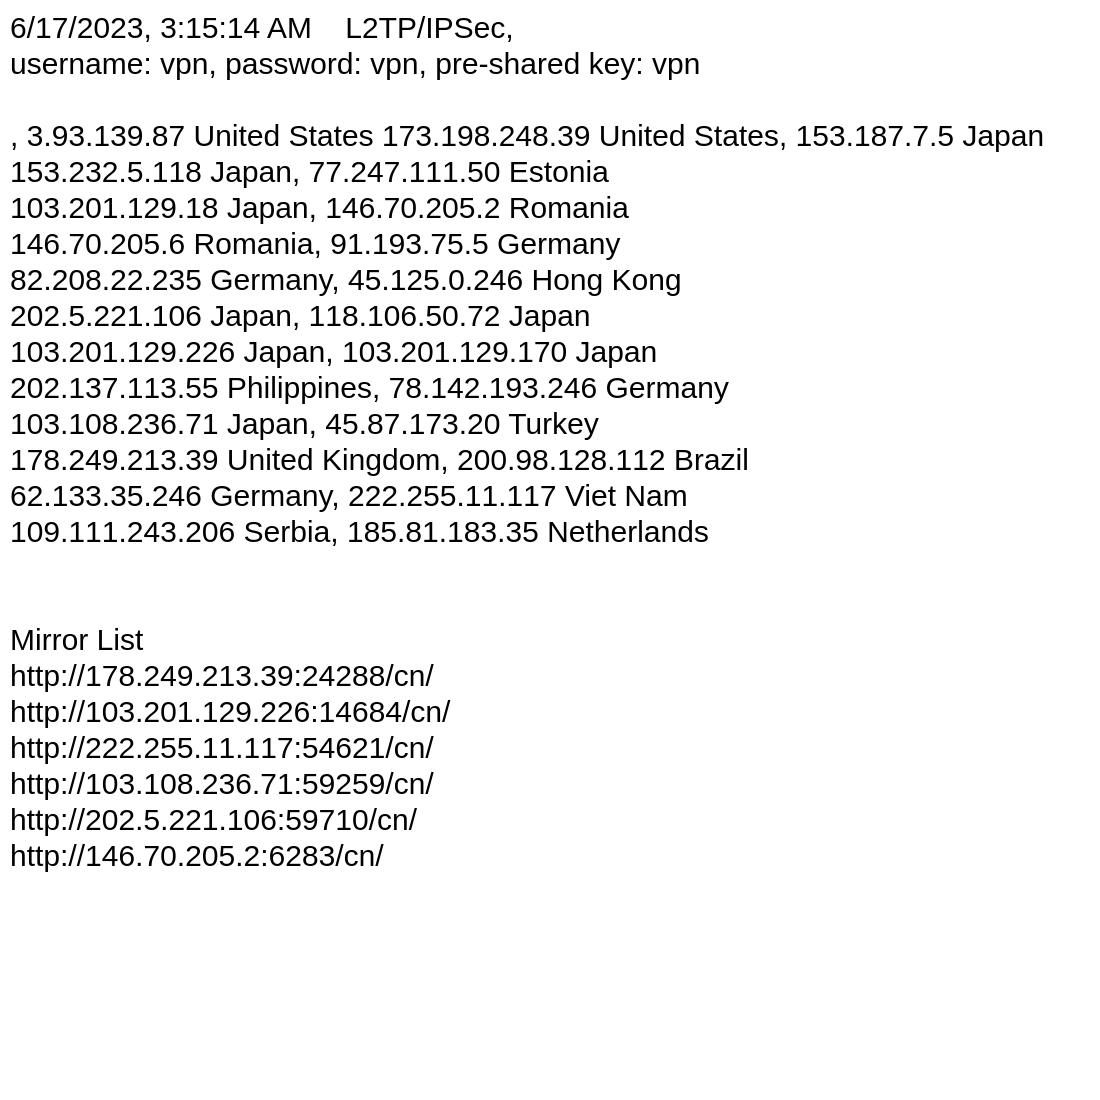 6/17/2023, 3:15:14 AM    L2TP/IPSec,
username: vpn, password: vpn, pre-shared key: vpn
, 3.93.139.87 United States 173.198.248.39 United States, 153.187.7.5 Japan
153.232.5.118 Japan, 77.247.111.50 Estonia
103.201.129.18 Japan, 146.70.205.2 Romania
146.70.205.6 Romania, 91.193.75.5 Germany
82.208.22.235 Germany, 45.125.0.246 Hong Kong
202.5.221.106 Japan, 118.106.50.72 Japan
103.201.129.226 Japan, 103.201.129.170 Japan
202.137.113.55 Philippines, 78.142.193.246 Germany
103.108.236.71 Japan, 45.87.173.20 Turkey
178.249.213.39 United Kingdom, 200.98.128.112 Brazil
62.133.35.246 Germany, 222.255.11.117 Viet Nam
109.111.243.206 Serbia, 185.81.183.35 Netherlands
Mirror List
http://178.249.213.39:24288/cn/
http://103.201.129.226:14684/cn/
http://222.255.11.117:54621/cn/
http://103.108.236.71:59259/cn/
http://202.5.221.106:59710/cn/
http://146.70.205.2:6283/cn/